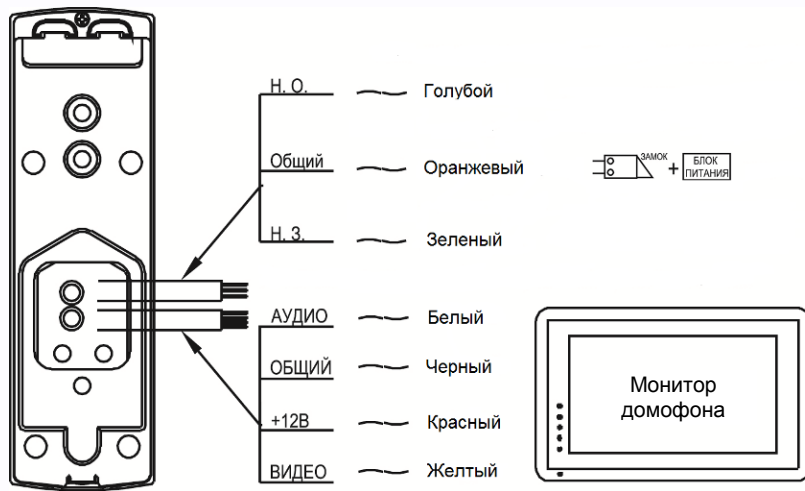 Н. О. Голубой
Общий Оранжевый
ЗАМОК + БЛОК ПИТАНИЯ
Н. З. Зеленый
АУДИО Белый
ОБЩИЙ Черный
+12В Красный
ВИДЕО Желтый
Монитор
домофона